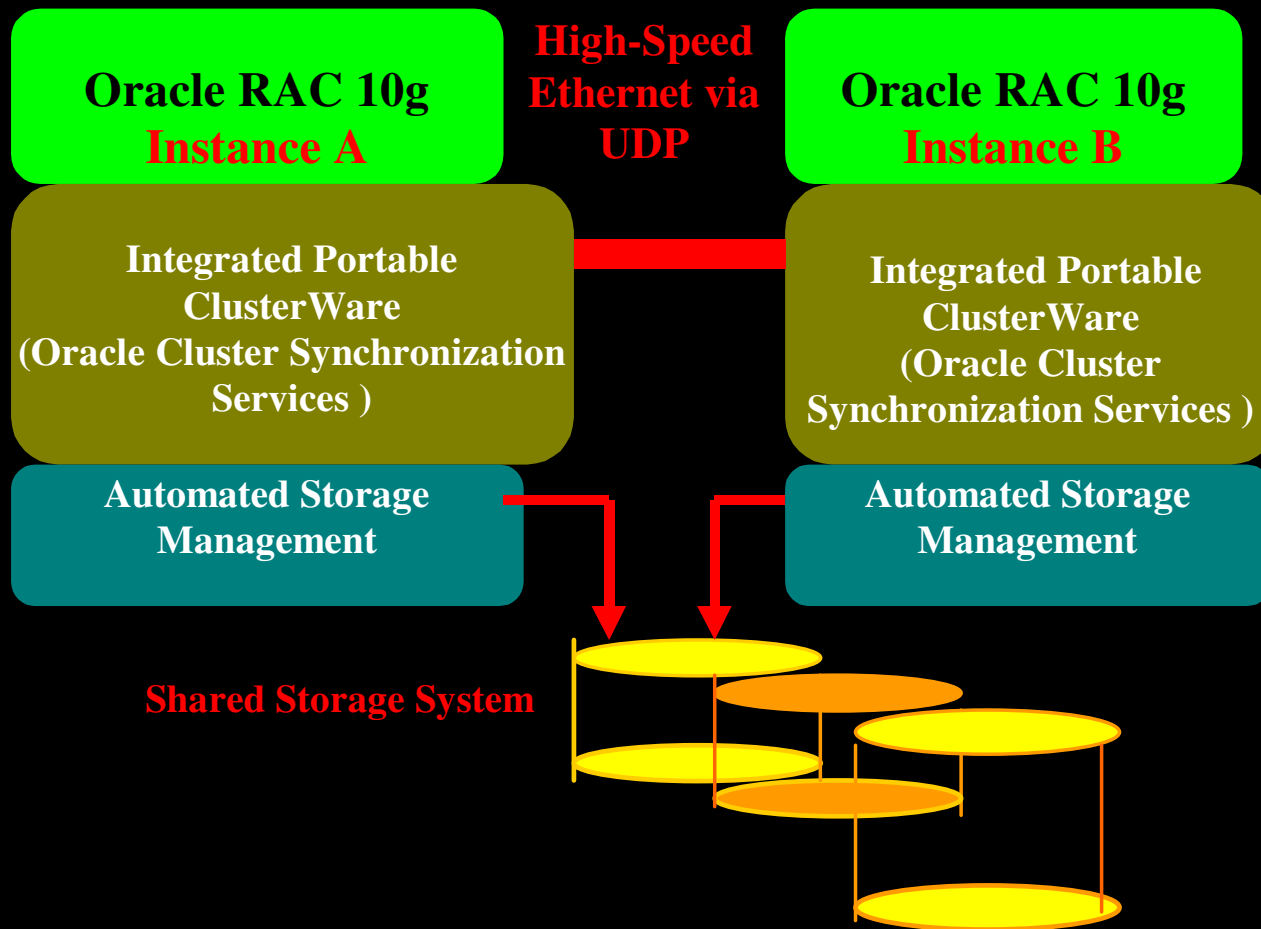 Oracle RAC 10g
Instance A
High-Speed
Ethernet via
UDP
Oracle RAC 10g
Instance B
Integrated Portable
ClusterWare
(Oracle Cluster Synchronization
Services )
Integrated Portable
ClusterWare
(Oracle Cluster
Synchronization Services )
Automated Storage
Management
Automated Storage
Management
Shared Storage System